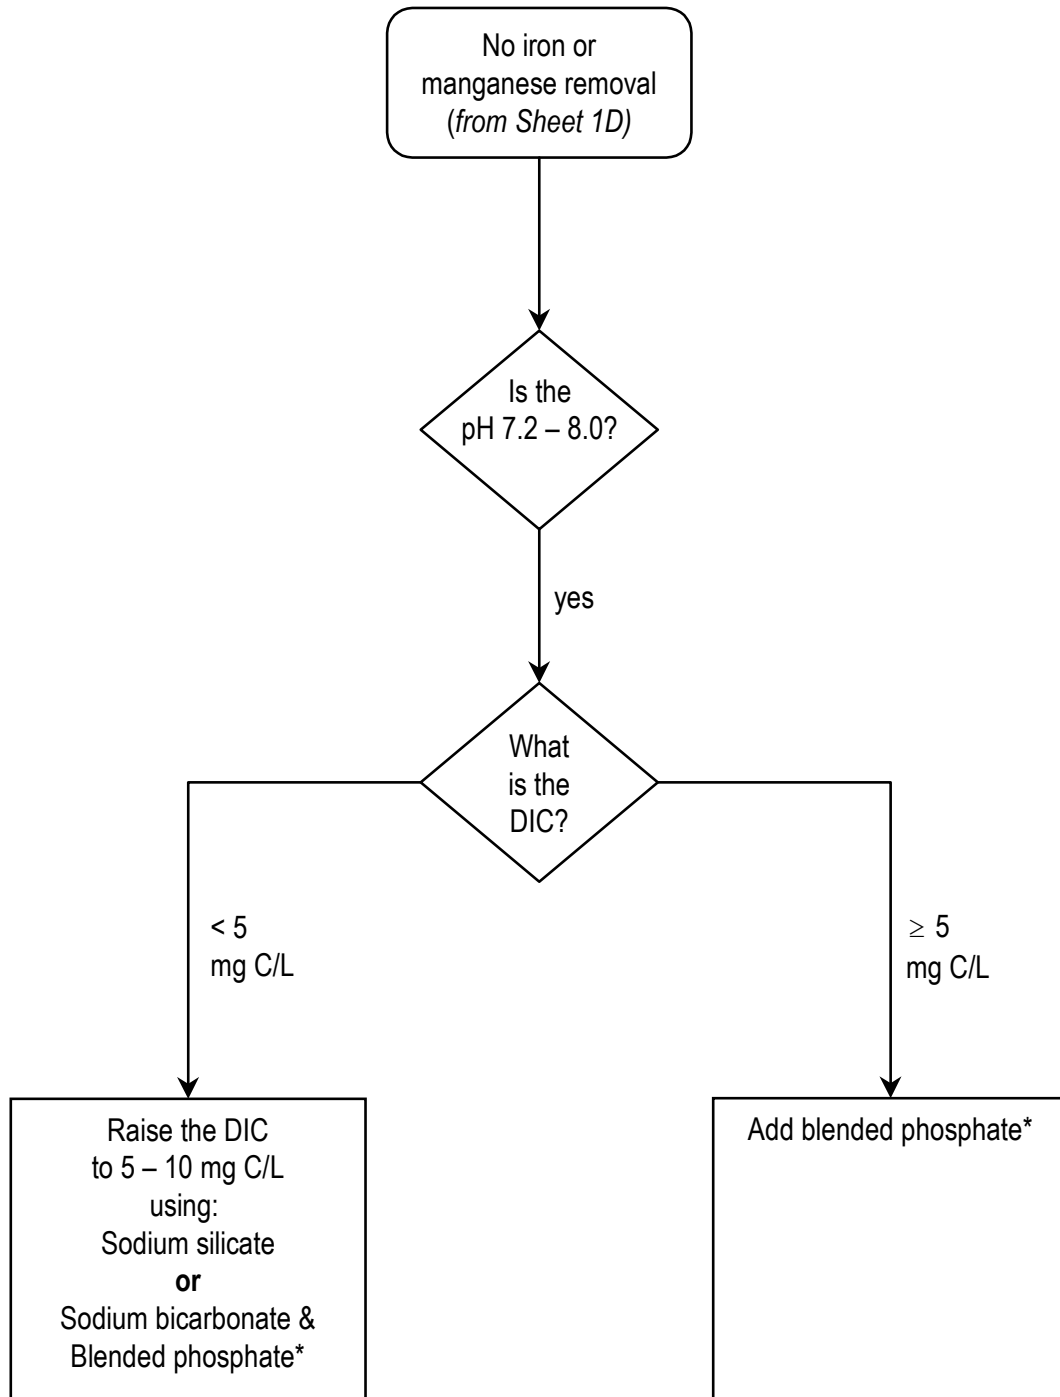 No iron or
manganese removal
(from Sheet 1D)
Is the
pH 7.2 – 8.0?
yes
What
is the
DIC?
< 5
mg C/L
≥ 5
mg C/L
Raise the DIC
to 5 – 10 mg C/L
using:
Sodium silicate
or
Sodium bicarbonate &
Blended phosphate*
Add blended phosphate*